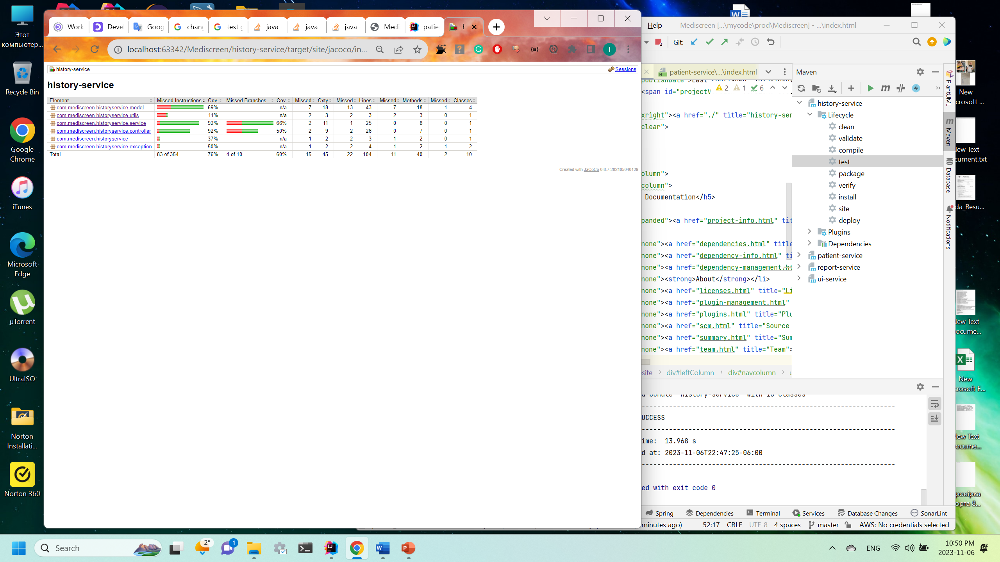 Этот
компьютер...
Recycle Bin
Google
Chrome
iTunes
Microsoft
Edge
µTorrent
UltraISO
Norton
Installati...
Norton 360
Work
Devel
Goog
chang
test g
java -
java -
java -
Medi
patie
localhost:63342/Mediscreen/history-service/target/site/jacoco/in...
history-service
Sessions
history-service
Element Missed Instructions Cov. Missed Branches Cov. Missed Cxty Missed Lines Missed Methods Missed Classes
com.mediscreen.historyservice.model 69% n/a 7 18 13 43 7 18 1 4
com.mediscreen.historyservice.utils 11% n/a 2 3 2 3 2 3 0 1
com.mediscreen.historyservice.service 92% 66% 2 11 1 25 0 8 0 1
com.mediscreen.historyservice.controller 92% 50% 2 9 2 26 0 7 0 1
com.mediscreen.historyservice 37% n/a 1 2 2 3 1 2 0 1
com.mediscreen.historyservice.exception 50% n/a 1 2 2 4 1 2 1 2
Total 83 of 354 76% 4 of 10 60% 15 45 22 104 11 40 2 10
Created with JaCoCo 0.8.7.202105040129
Help Mediscreen [...\mycode\prod\Mediscreen] - ...\index.html
Git:
patient-service\...\index.html
2 1 6
<span id="projectV
xright"><a href="./" title="history-ser
clear">
olumn">
column">
Documentation</h5>
panded"><a href="project-info.html" tit
none"><a href="dependencies.html" title
none"><a href="dependency-info.html" ti
none"><a href="dependency-management.ht
none"><strong>About</strong></li>
none"><a href="licenses.html" title="Li
none"><a href="plugin-management.html"
none"><a href="plugins.html" title="Plu
none"><a href="scm.html" title="Source
none"><a href="summary.html" title="Sum
none"><a href="team.html" title="Team">
site div#leftColumn div#navcolumn u
Maven
history-service
Lifecycle
clean
validate
compile
test
package
verify
install
site
deploy
Plugins
Dependencies
patient-service
report-service
ui-service
PlantUML
Maven
Database
Notifications
d bundle 'history-service' with 10 classes
------------------------------------------------------------------
UCCESS
------------------------------------------------------------------
ime:  13.968 s
d at: 2023-11-06T22:47:25-06:00
------------------------------------------------------------------
ed with exit code 0
Spring Dependencies Terminal Services Database Changes SonarLint
minutes ago) 52:17 CRLF UTF-8 4 spaces master AWS: No credentials selected
New
crosoft ...
ew Text
cument.txt
da_Resu...
ew Text
ocume...
New
crosoft E...
ew Text
ocume...
ровірка
орта 8...
Search
2°
1
ENG
10:50 PM
2023-11-06